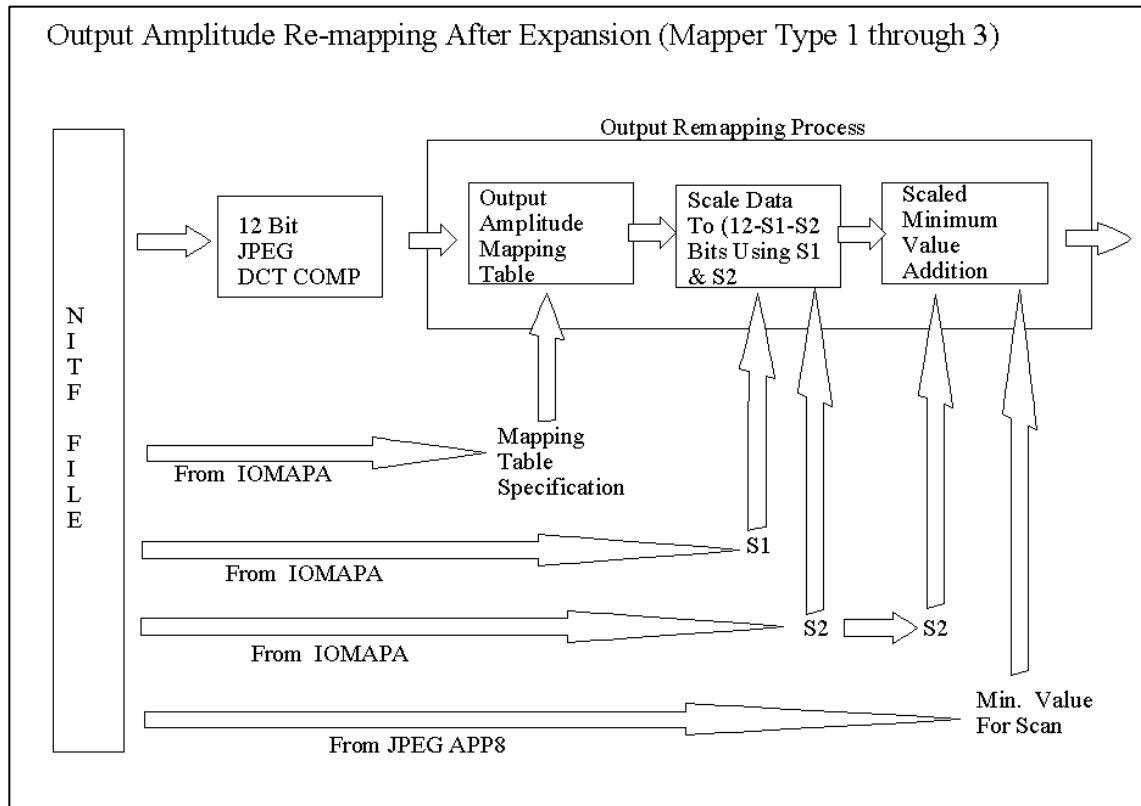 Output Amplitude Re-mapping After Expansion (Mapper Type 1 through 3)
Output Remapping Process
12 Bit
JPEG
DCT COMP
Output
Amplitude
Mapping
Table
Scale Data
To (12-S1-S2
Bits Using S1
& S2
Scaled
Minimum
Value
Addition
NITF FILE
From IOMAPA
Mapping
Table
Specification
From IOMAPA
S1
From IOMAPA
S2
S2
From JPEG APP8
Min. Value
For Scan